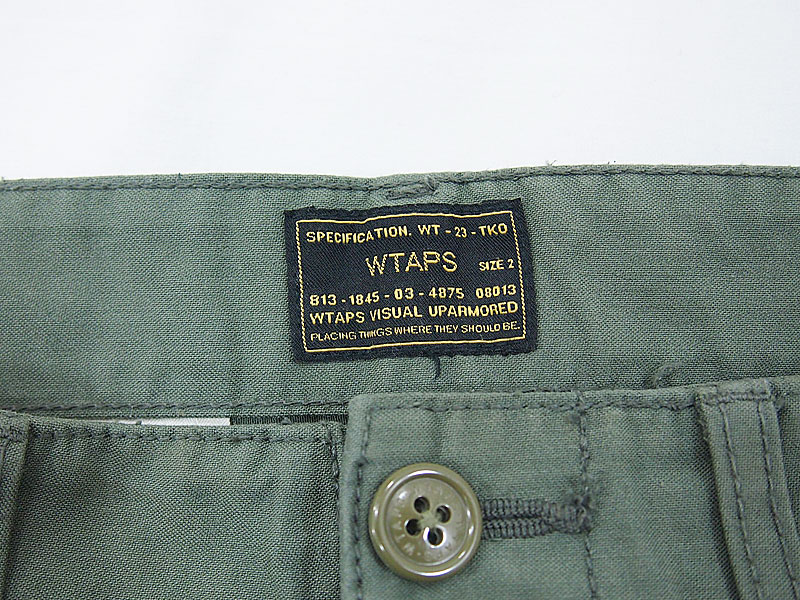 SPECIFICATION. WT - 23 - TKO
WTAPS SIZE 2
813 - 1845 - 03 - 4875 08013
WTAPS VISUAL UPARMORED
PLACING THINGS WHERE THEY SHOULD BE.